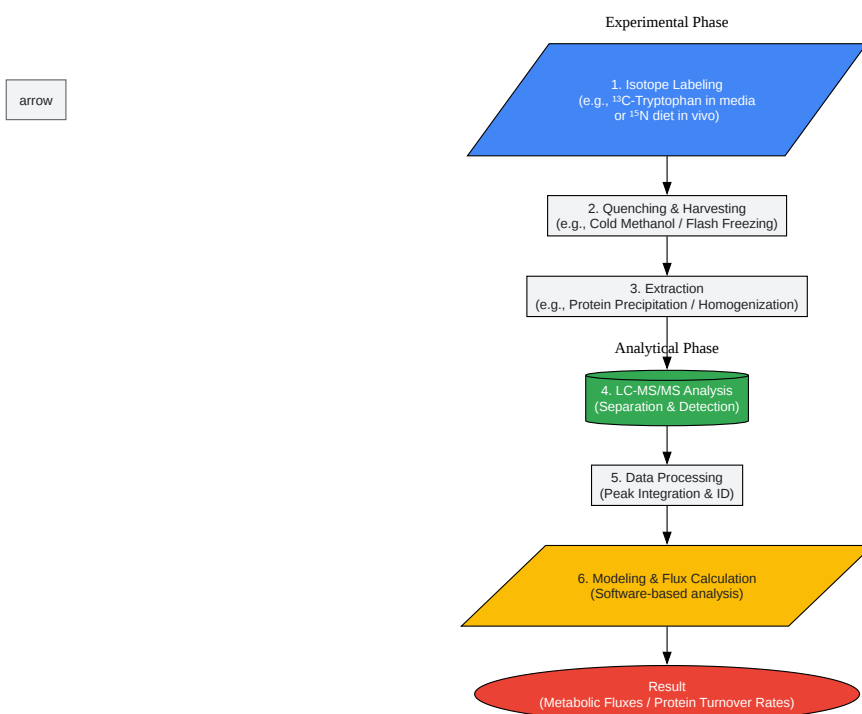 Experimental Phase
1. Isotope Labeling
(e.g., ¹³C-Tryptophan in media
or ¹⁵N diet in vivo)
arrow
2. Quenching & Harvesting
(e.g., Cold Methanol / Flash Freezing)
3. Extraction
(e.g., Protein Precipitation / Homogenization)
Analytical Phase
4. LC-MS/MS Analysis
(Separation & Detection)
5. Data Processing
(Peak Integration & ID)
6. Modeling & Flux Calculation
(Software-based analysis)
Result
(Metabolic Fluxes / Protein Turnover Rates)